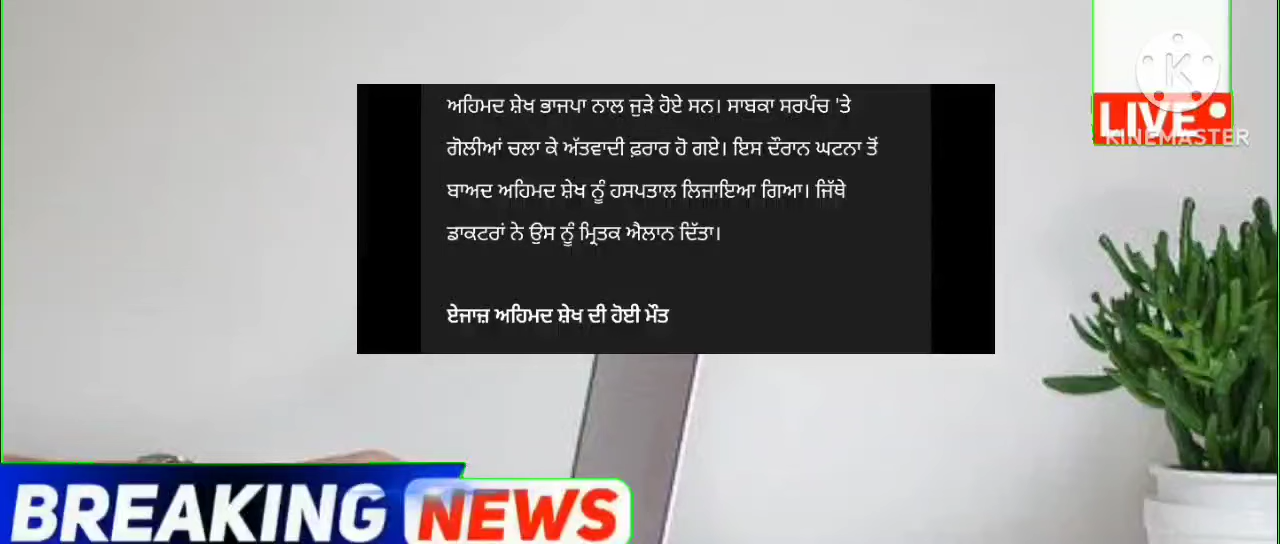 LIVE
KINEMASTER
ਅਹਿਮਦ ਸ਼ੇਖ ਭਾਜਪਾ ਨਾਲ ਜੁੜੇ ਹੋਏ ਸਨ। ਸਾਬਕਾ ਸਰਪੰਚ 'ਤੇ
ਗੋਲੀਆਂ ਚਲਾ ਕੇ ਅੱਤਵਾਦੀ ਫ਼ਰਾਰ ਹੋ ਗਏ। ਇਸ ਦੌਰਾਨ ਘਟਨਾ ਤੋਂ
ਬਾਅਦ ਅਹਿਮਦ ਸ਼ੇਖ ਨੂੰ ਹਸਪਤਾਲ ਲਿਜਾਇਆ ਗਿਆ। ਜਿੱਥੇ
ਡਾਕਟਰਾਂ ਨੇ ਉਸ ਨੂੰ ਮ੍ਰਿਤਕ ਐਲਾਨ ਦਿੱਤਾ।
ਏਜਾਜ਼ ਅਹਿਮਦ ਸ਼ੇਖ ਦੀ ਹੋਈ ਮੌਤ
BREAKING NEWS